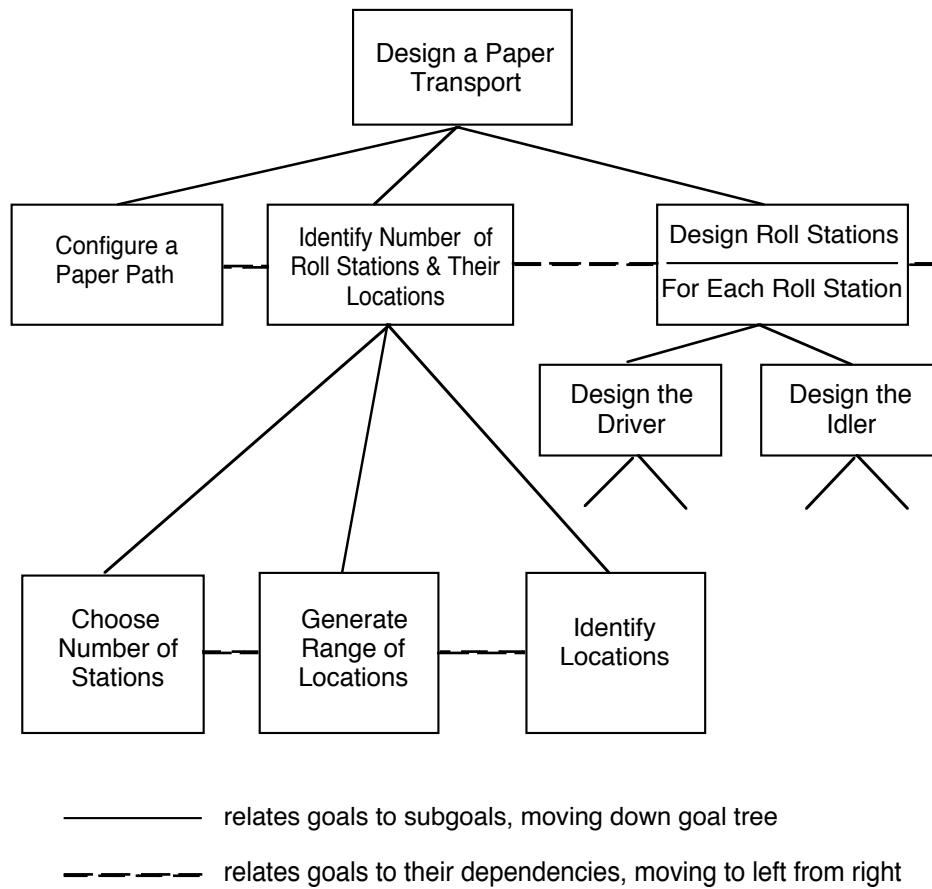 Design a Paper
Transport
Configure a
Paper Path
Identify Number of
Roll Stations & Their
Locations
Design Roll Stations
For Each Roll Station
Design the
Driver
Design the
Idler
Choose
Number of
Stations
Generate
Range of
Locations
Identify
Locations
relates goals to subgoals, moving down goal tree
relates goals to their dependencies, moving to left from right